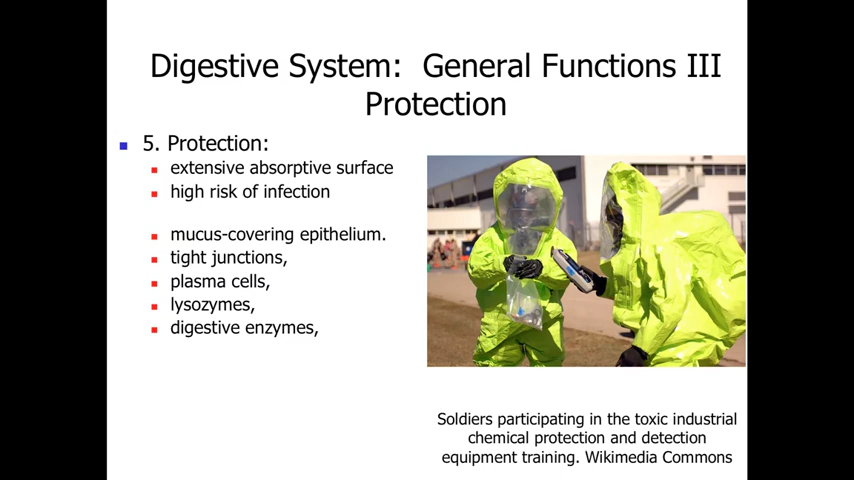 Digestive System:  General Functions III
Protection
5. Protection:
extensive absorptive surface
high risk of infection
mucus-covering epithelium.
tight junctions,
plasma cells,
lysozymes,
digestive enzymes,
Soldiers participating in the toxic industrial
chemical protection and detection
equipment training. Wikimedia Commons